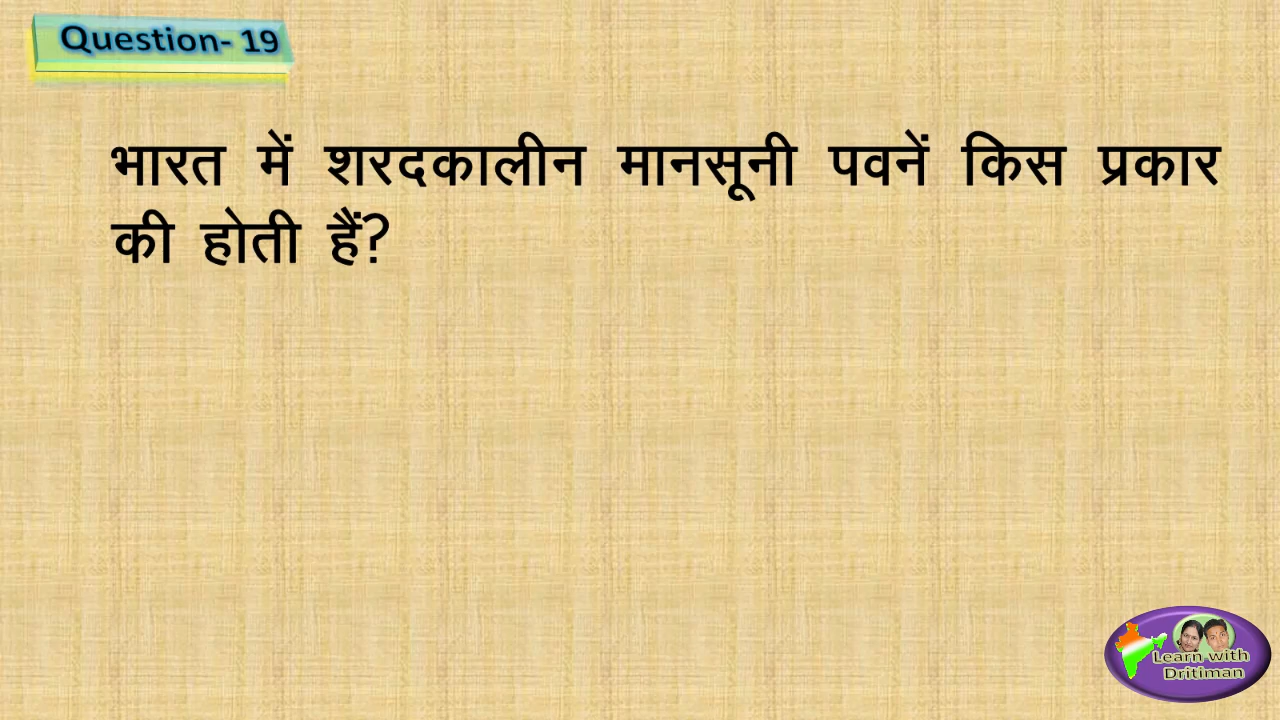 Question- 19
भारत में शरदकालीन मानसूनी पवनें किस प्रकार
की होती हैं?
Learn with
Dritiman